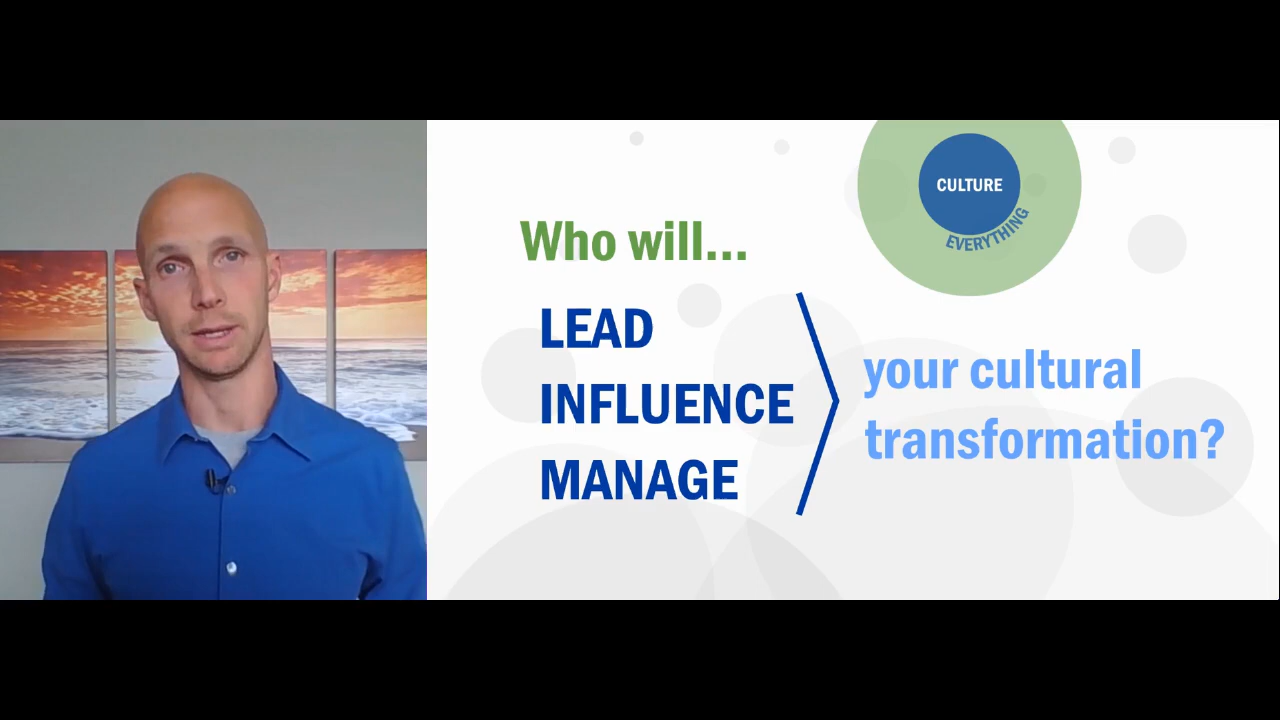 CULTURE
EVERYTHING
Who will...
LEAD
INFLUENCE
MANAGE
your cultural
transformation?